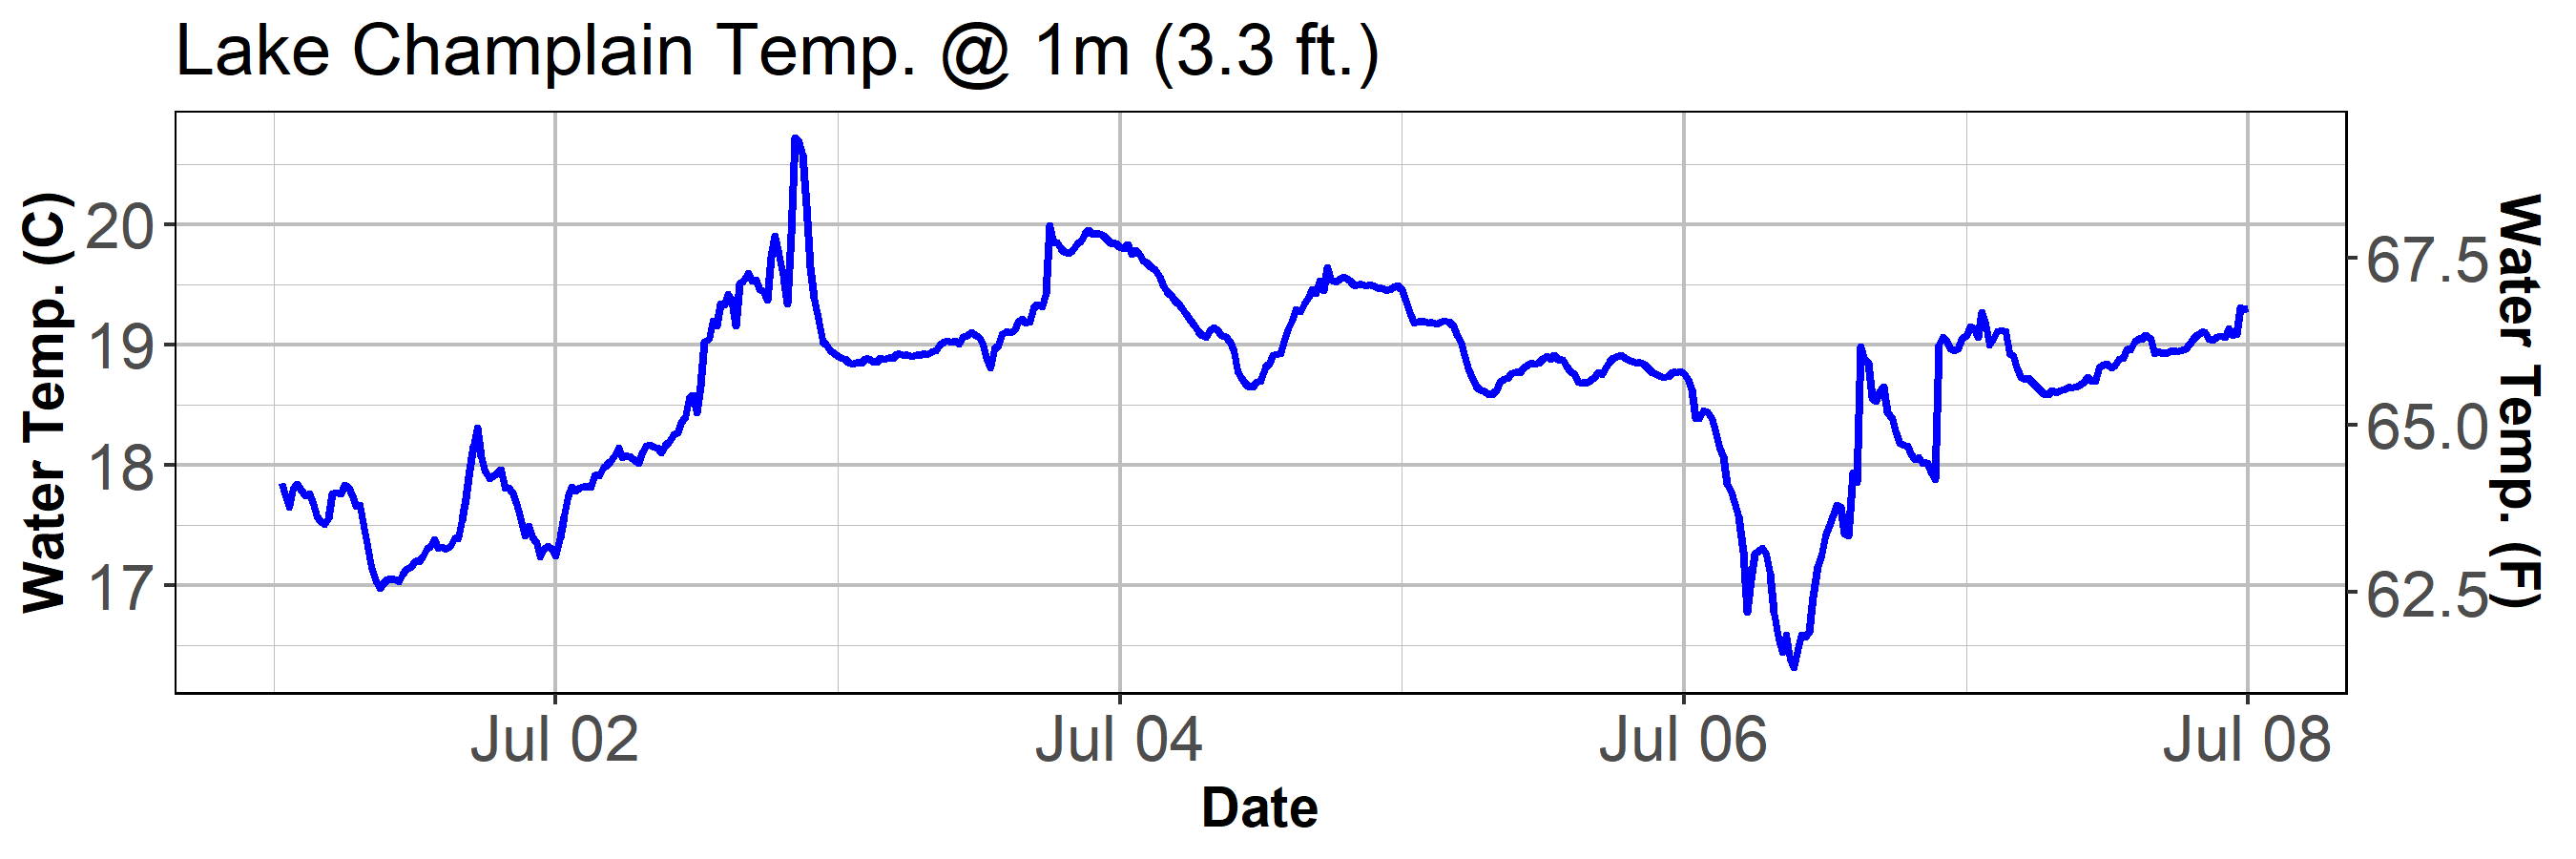 Lake Champlain Temp. @ 1m (3.3 ft.)
Water Temp. (C)
20
19
18
17
67.5
65.0
62.5
Water Temp. (F)
Jul 02 Jul 04 Jul 06 Jul 08
Date